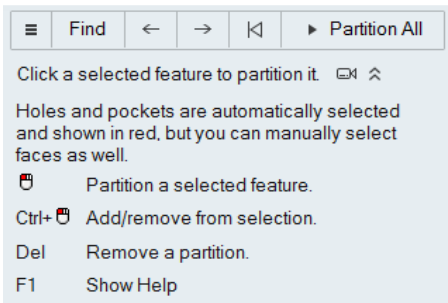 Find Partition All
Click a selected feature to partition it.
Holes and pockets are automatically selected
and shown in red, but you can manually select
faces as well.
Partition a selected feature.
Ctrl+ Add/remove from selection.
Del Remove a partition.
F1 Show Help